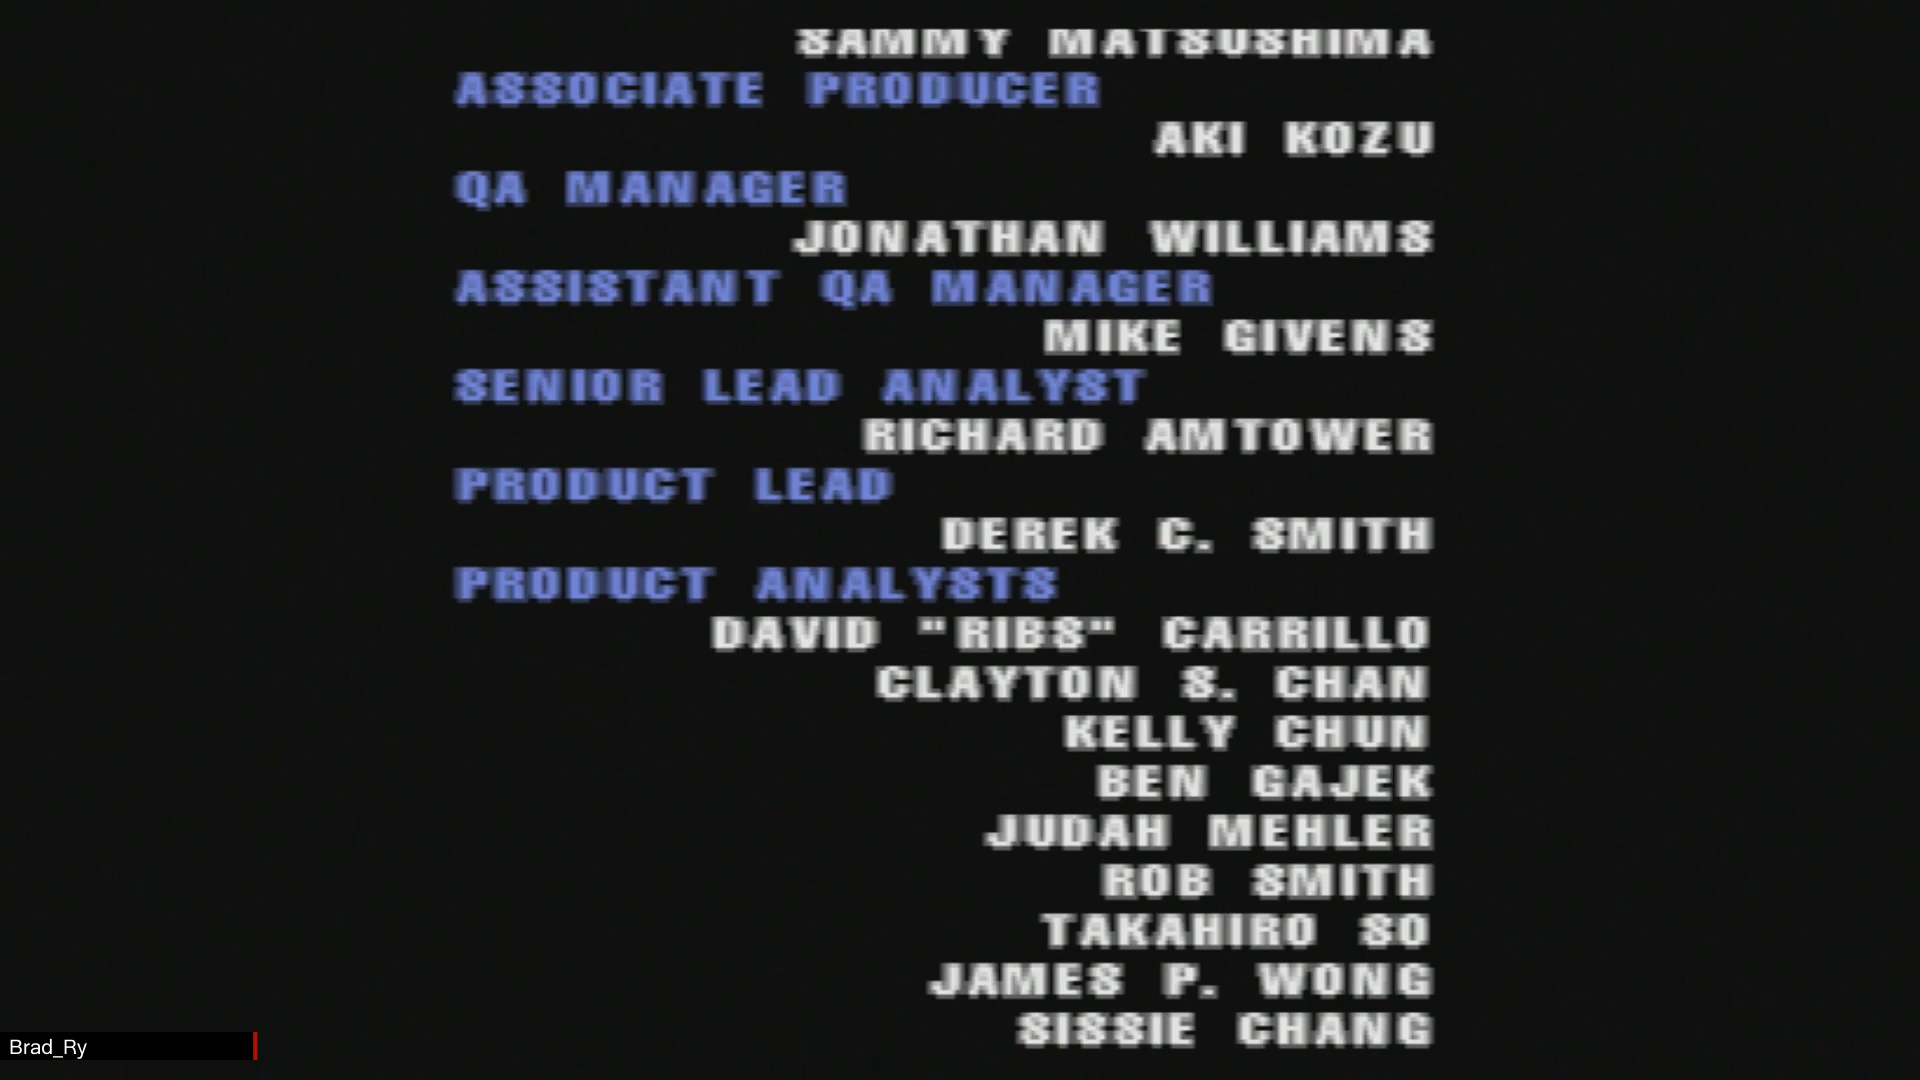 SAMMY MATSUSHIMA
ASSOCIATE PRODUCER
AKI KOZU
QA MANAGER
JONATHAN WILLIAMS
ASSISTANT QA MANAGER
MIKE GIVENS
SENIOR LEAD ANALYST
RICHARD AMTOWER
PRODUCT LEAD
DEREK C. SMITH
PRODUCT ANALYSTS
DAVID "RIBS" CARRILLO
CLAYTON S. CHAN
KELLY CHUN
BEN GAJEK
JUDAH MEHLER
ROB SMITH
TAKAHIRO SO
JAMES P. WONG
SISSIE CHANG
Brad_Ry